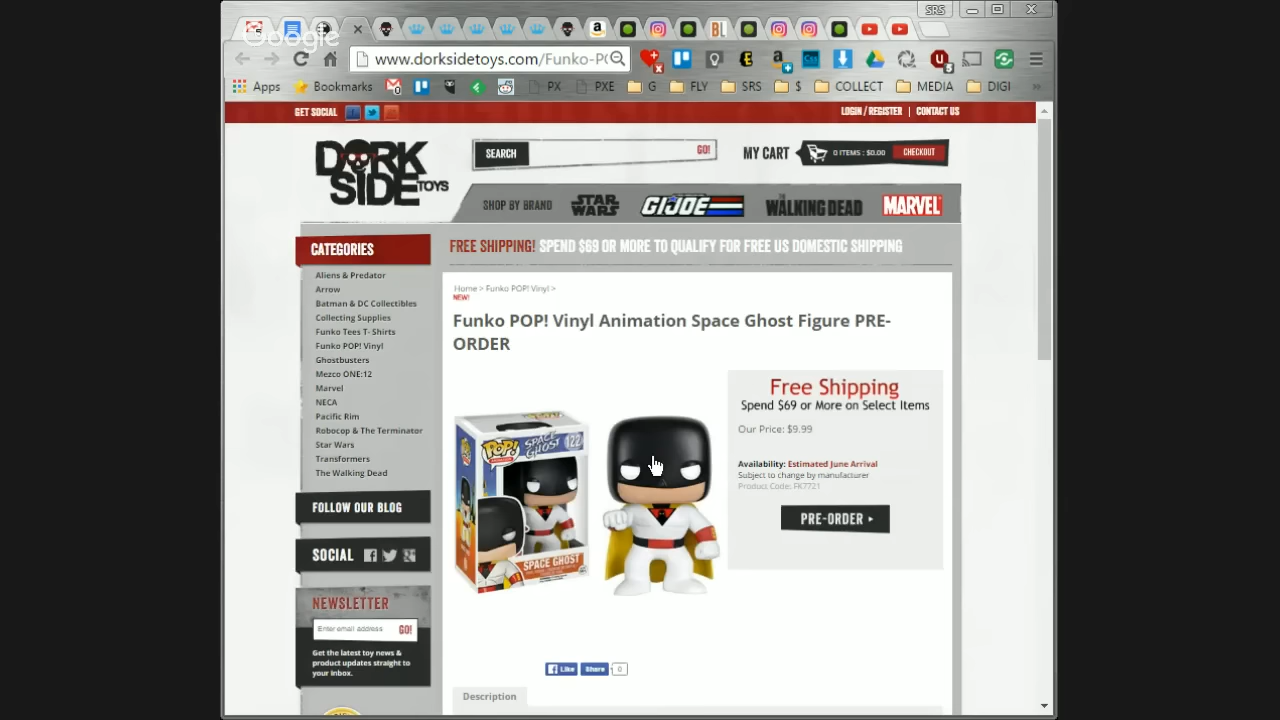 SRS
Google
www.dorksidetoys.com/Funko-P
Apps
Bookmarks
PX
PXE
G
FLY
SRS
$
COLLECT
MEDIA
DIGI
»
GET SOCIAL
LOGIN / REGISTER | CONTACT US
DORK
SIDE TOYS
SEARCH
GO!
MY CART
0 ITEMS : $0.00
CHECKOUT
SHOP BY BRAND
STAR WARS
GI JOE
THE WALKING DEAD
MARVEL
CATEGORIES
Aliens & Predator
Arrow
Batman & DC Collectibles
Collecting Supplies
Funko Tees T- Shirts
Funko POP! Vinyl
Ghostbusters
Mezco ONE:12
Marvel
NECA
Pacific Rim
Robocop & The Terminator
Star Wars
Transformers
The Walking Dead
FOLLOW OUR BLOG
SOCIAL
NEWSLETTER
Enter email address
GO!
Get the latest toy news &
product updates straight to
your inbox.
FREE SHIPPING! SPEND $69 OR MORE TO QUALIFY FOR FREE US DOMESTIC SHIPPING
Home > Funko POP! Vinyl >
NEW!
Funko POP! Vinyl Animation Space Ghost Figure PRE-
ORDER
POP!
SPACE GHOST
122
SPACE GHOST
Free Shipping
Spend $69 or More on Select Items
Our Price: $9.99
Availability: Estimated June Arrival
Subject to change by manufacturer
Product Code: FK7721
PRE-ORDER
Like
Share
0
Description